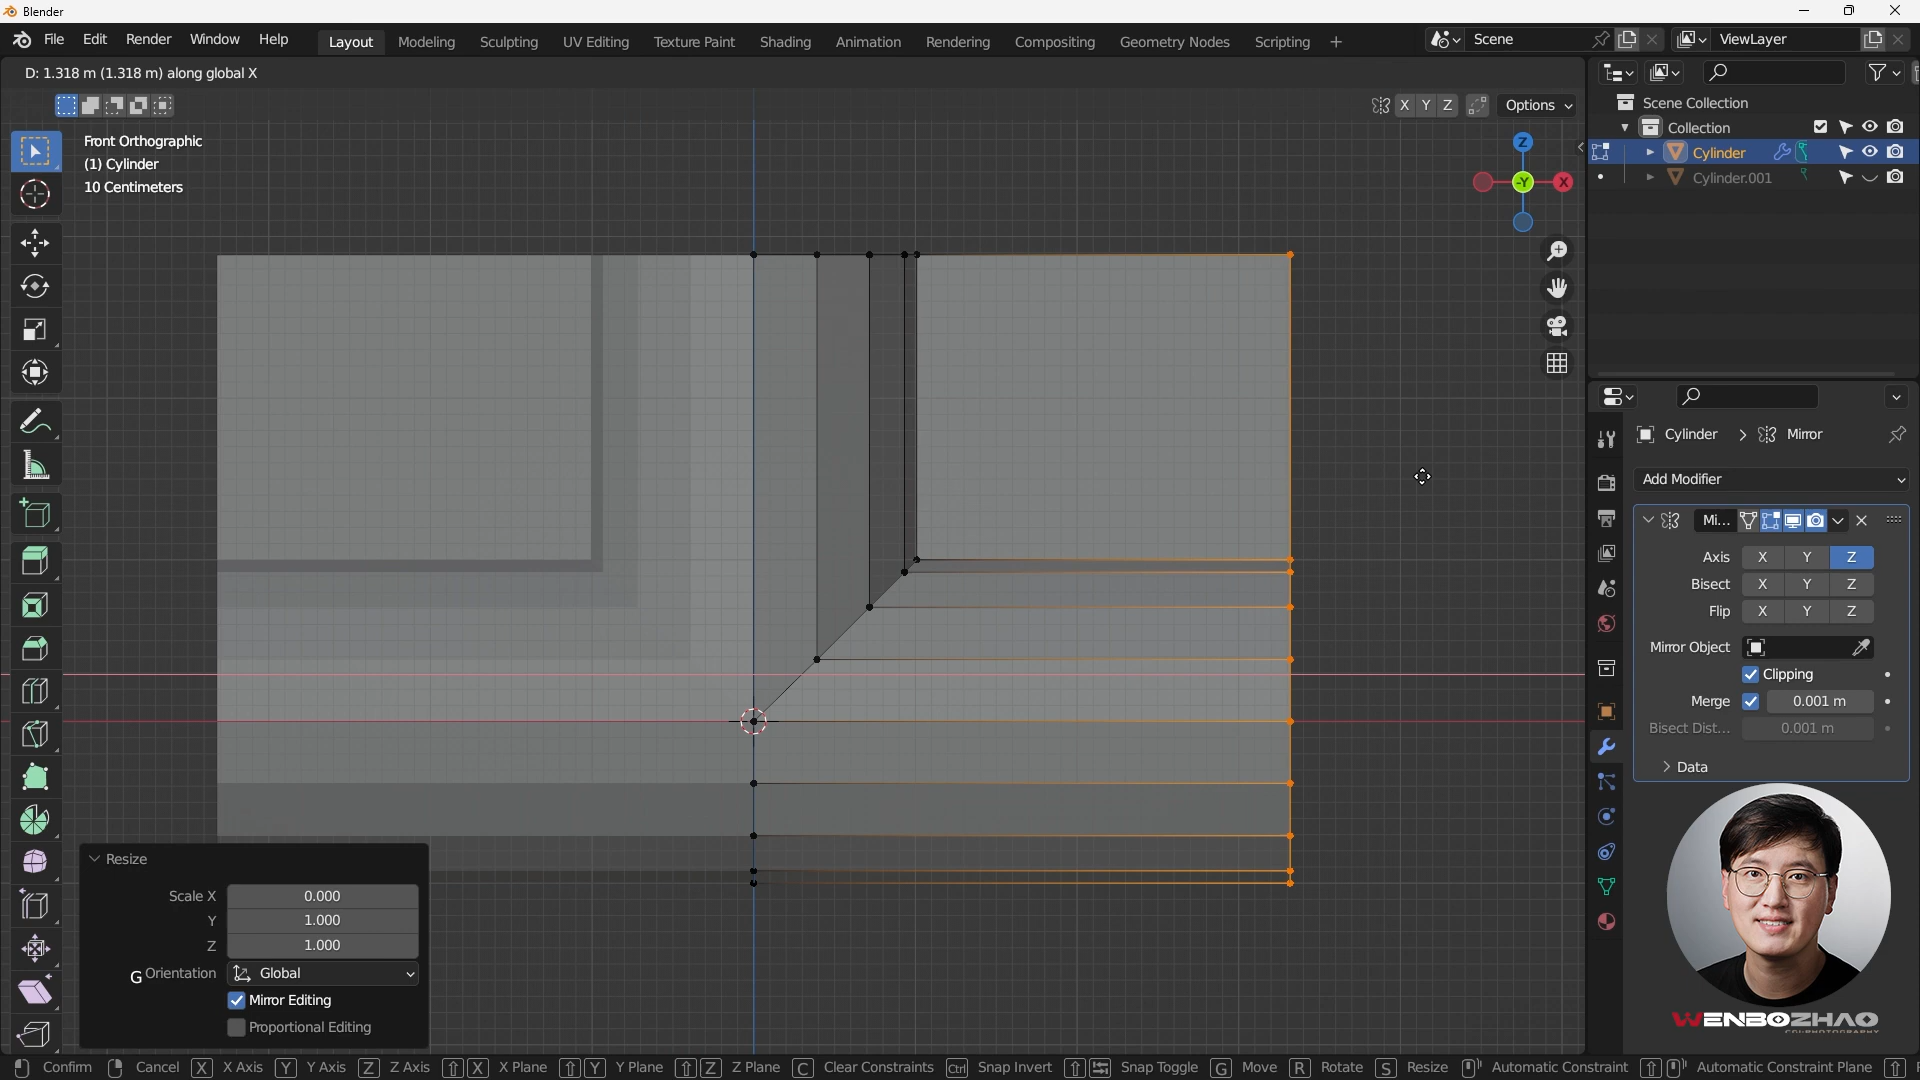 Blender
File Edit Render Window Help Layout Modeling Sculpting UV Editing Texture Paint Shading Animation Rendering Compositing Geometry Nodes Scripting + Scene ViewLayer
D: 1.318 m (1.318 m) along global X
X Y Z Options
Front Orthographic
(1) Cylinder
10 Centimeters
Z
-Y X
Scene Collection
Collection
Cylinder
Cylinder.001
Cylinder > Mirror
Add Modifier
Mi...
Axis X Y Z
Bisect X Y Z
Flip X Y Z
Mirror Object
Clipping
Merge 0.001 m
Bisect Dist... 0.001 m
Data
Resize
Scale X 0.000
Y 1.000
Z 1.000
G Orientation Global
Mirror Editing
Proportional Editing
WENBOZHAO
Confirm Cancel X X Axis Y Y Axis Z Z Axis X X Plane Y Y Plane Z Z Plane C Clear Constraints Ctrl Snap Invert Snap Toggle G Move R Rotate S Resize Automatic Constraint Automatic Constraint Plane